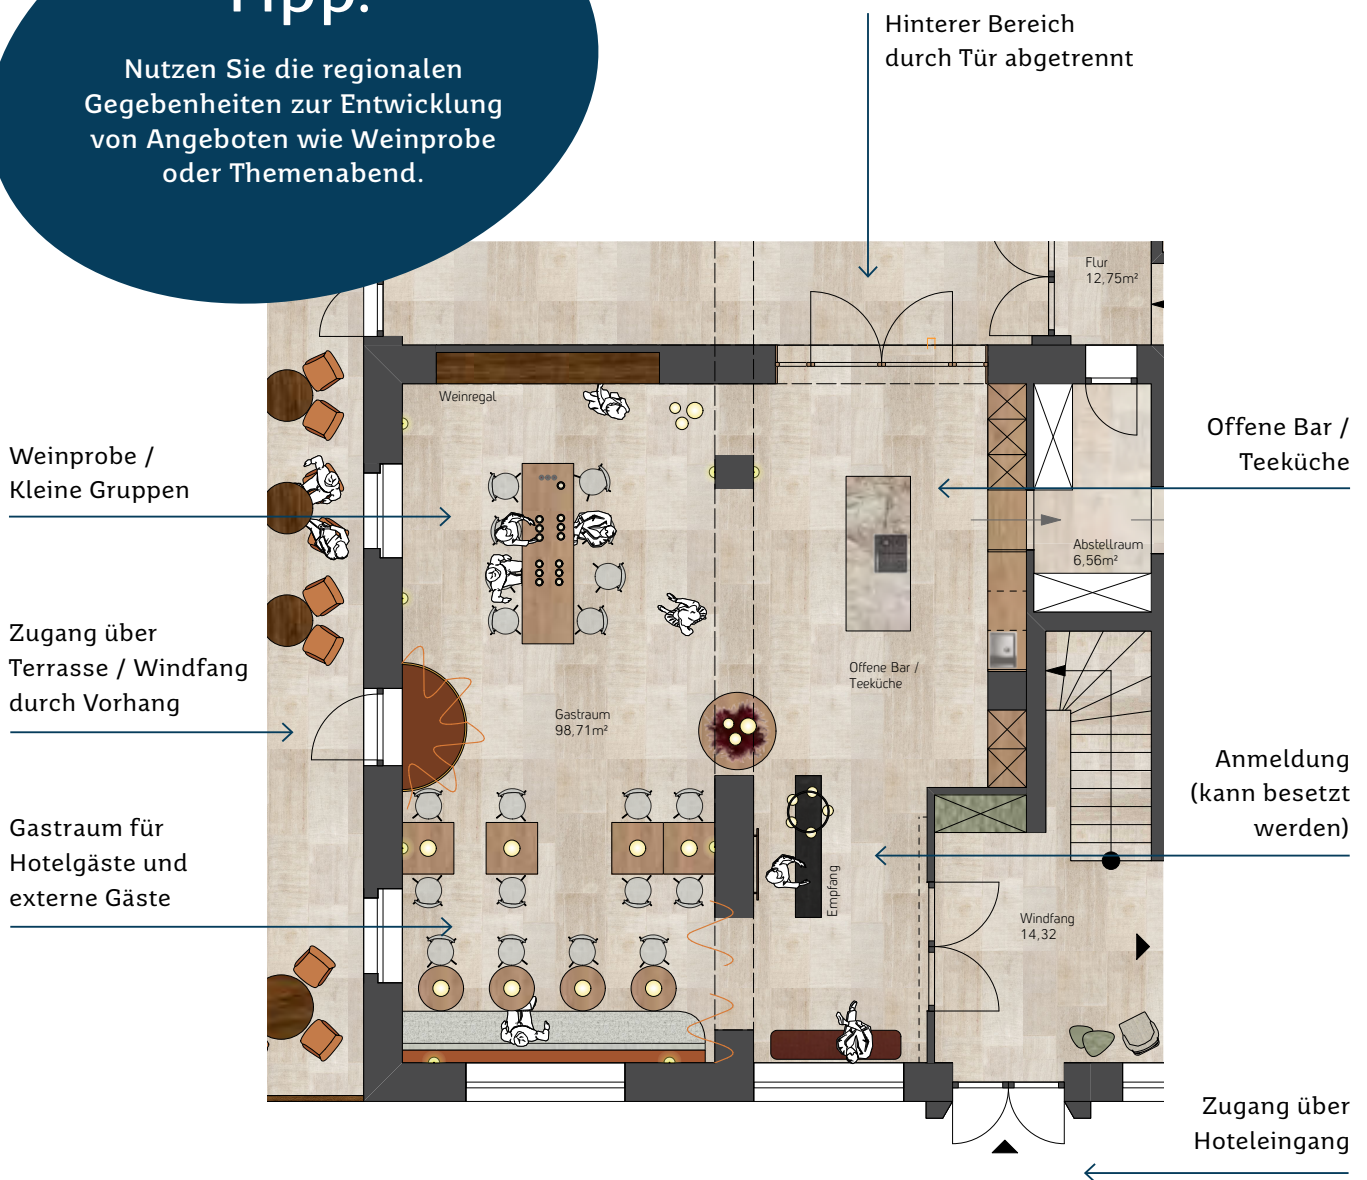 Tipp:
Nutzen Sie die regionalen
Gegebenheiten zur Entwicklung
von Angeboten wie Weinprobe
oder Themenabend.
Hinterer Bereich
durch Tür abgetrennt
Flur
12,75m²
Weinregal
Offene Bar /
Teeküche
Weinprobe /
Kleine Gruppen
Abstellraum
6,56m²
Zugang über
Terrasse / Windfang
durch Vorhang
Offene Bar /
Teeküche
Gastraum
98,71m²
Anmeldung
(kann besetzt
werden)
Gastraum für
Hotelgäste und
externe Gäste
Empfang
Windfang
14,32
Zugang über
Hoteleingang